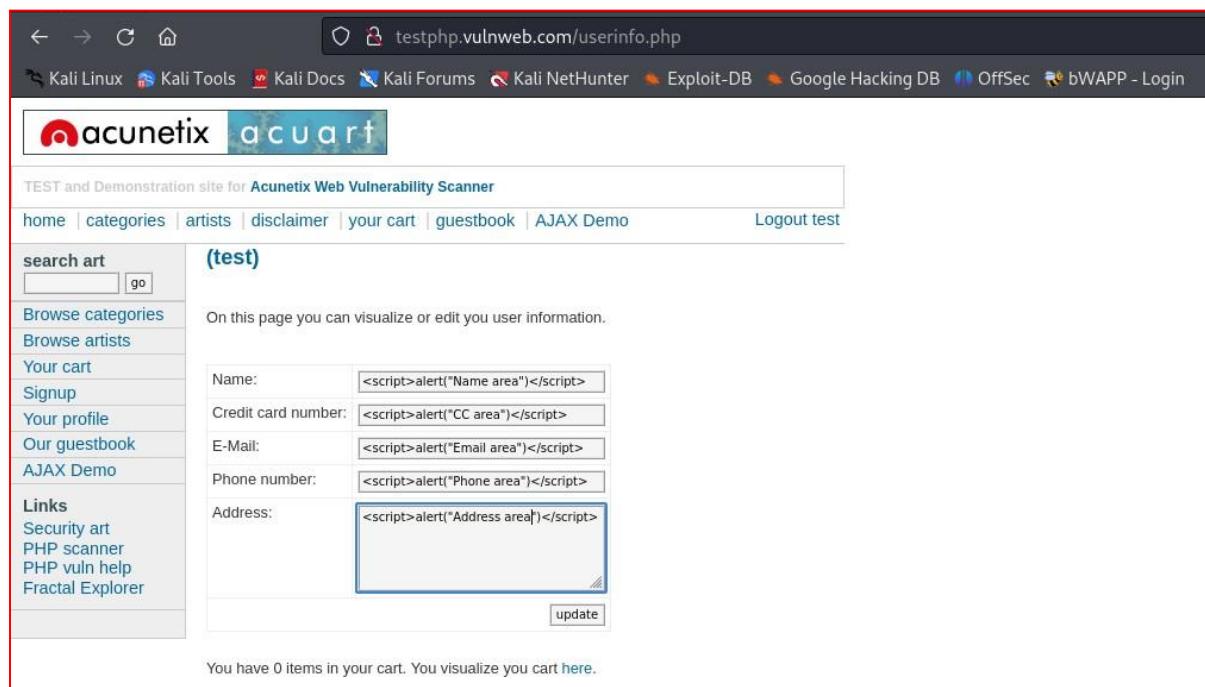 testphp.vulnweb.com/userinfo.php
Kali Linux Kali Tools Kali Docs Kali Forums Kali NetHunter Exploit-DB Google Hacking DB OffSec bWAPP - Login
acunetix acuart
TEST and Demonstration site for Acunetix Web Vulnerability Scanner
home | categories | artists | disclaimer | your cart | guestbook | AJAX Demo Logout test
search art
go
Browse categories
Browse artists
Your cart
Signup
Your profile
Our guestbook
AJAX Demo
Links
Security art
PHP scanner
PHP vuln help
Fractal Explorer
(test)
On this page you can visualize or edit you user information.
Name: <script>alert("Name area")</script>
Credit card number: <script>alert("CC area")</script>
E-Mail: <script>alert("Email area")</script>
Phone number: <script>alert("Phone area")</script>
Address: <script>alert("Address area")</script>
update
You have 0 items in your cart. You visualize you cart here.